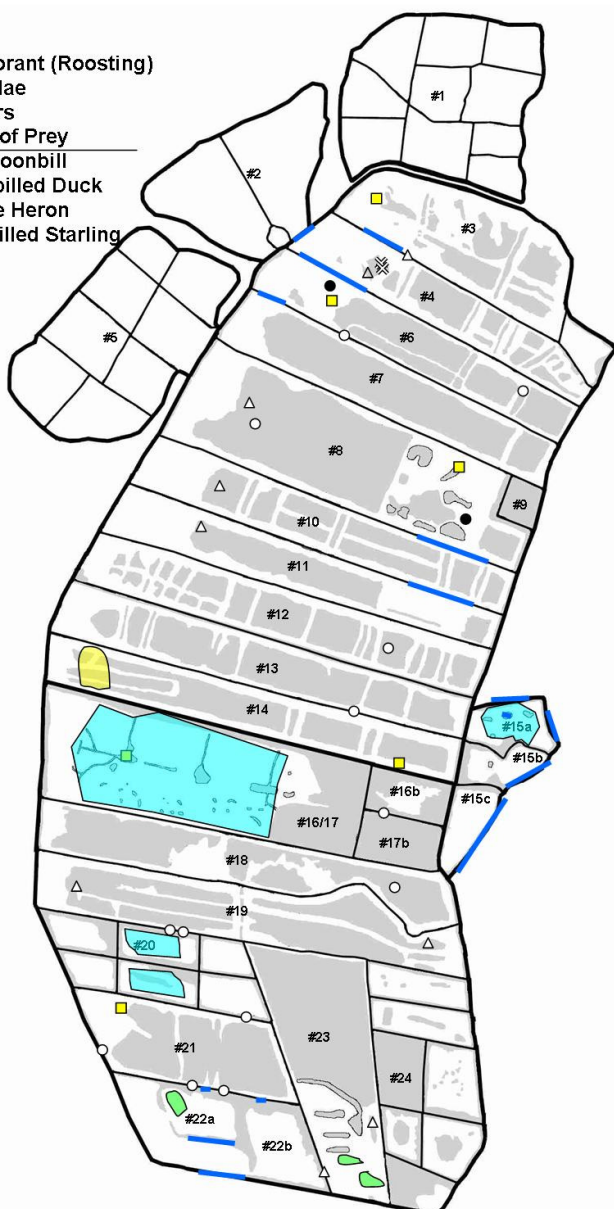 orant (Roosting)
lae
rs
of Prey
oonbill
billed Duck
e Heron
illed Starling
#1
#2
#3
#4
#5
#6
#7
#8
#9
#10
#11
#12
#13
#14
#15a
#15b
#15c
#16b
#16/17
#17b
#18
#19
#20
#21
#22a
#22b
#23
#24